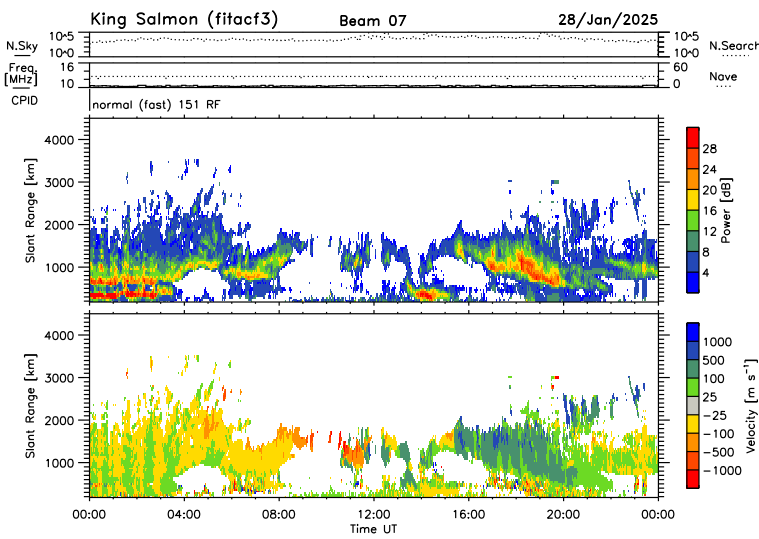 King Salmon (fitacf3) Beam 07 28/Jan/2025
N.Sky 10^5 10^0 10^5 10^0 N.Search
Freq [MHz] 16 10 60 0 Nave
CPID normal (fast) 151 RF
Slant Range [km] 4000 3000 2000 1000
Power [dB] 28 24 20 16 12 8 4
Slant Range [km] 4000 3000 2000 1000
Velocity [m s⁻¹] 1000 500 100 25 −25 −100 −500 −1000
00:00 04:00 08:00 12:00 16:00 20:00 00:00
Time UT